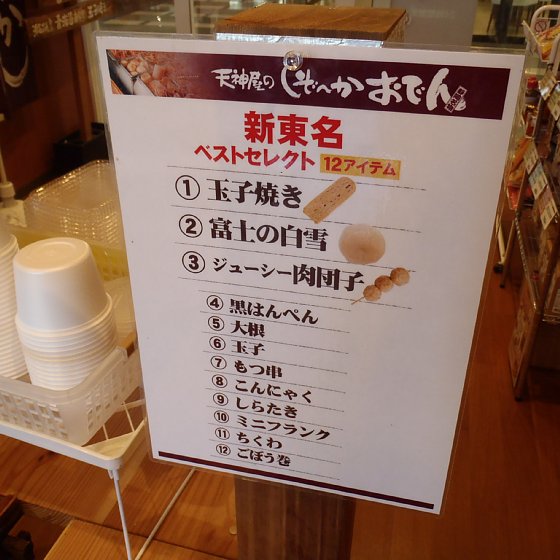 天神屋の しぞ〜か おでん
新東名
ベストセレクト 12アイテム
① 玉子焼き
② 富士の白雪
③ ジューシー肉団子
④ 黒はんぺん
⑤ 大根
⑥ 玉子
⑦ もつ串
⑧ こんにゃく
⑨ しらたき
⑩ ミニフランク
⑪ ちくわ
⑫ ごぼう巻